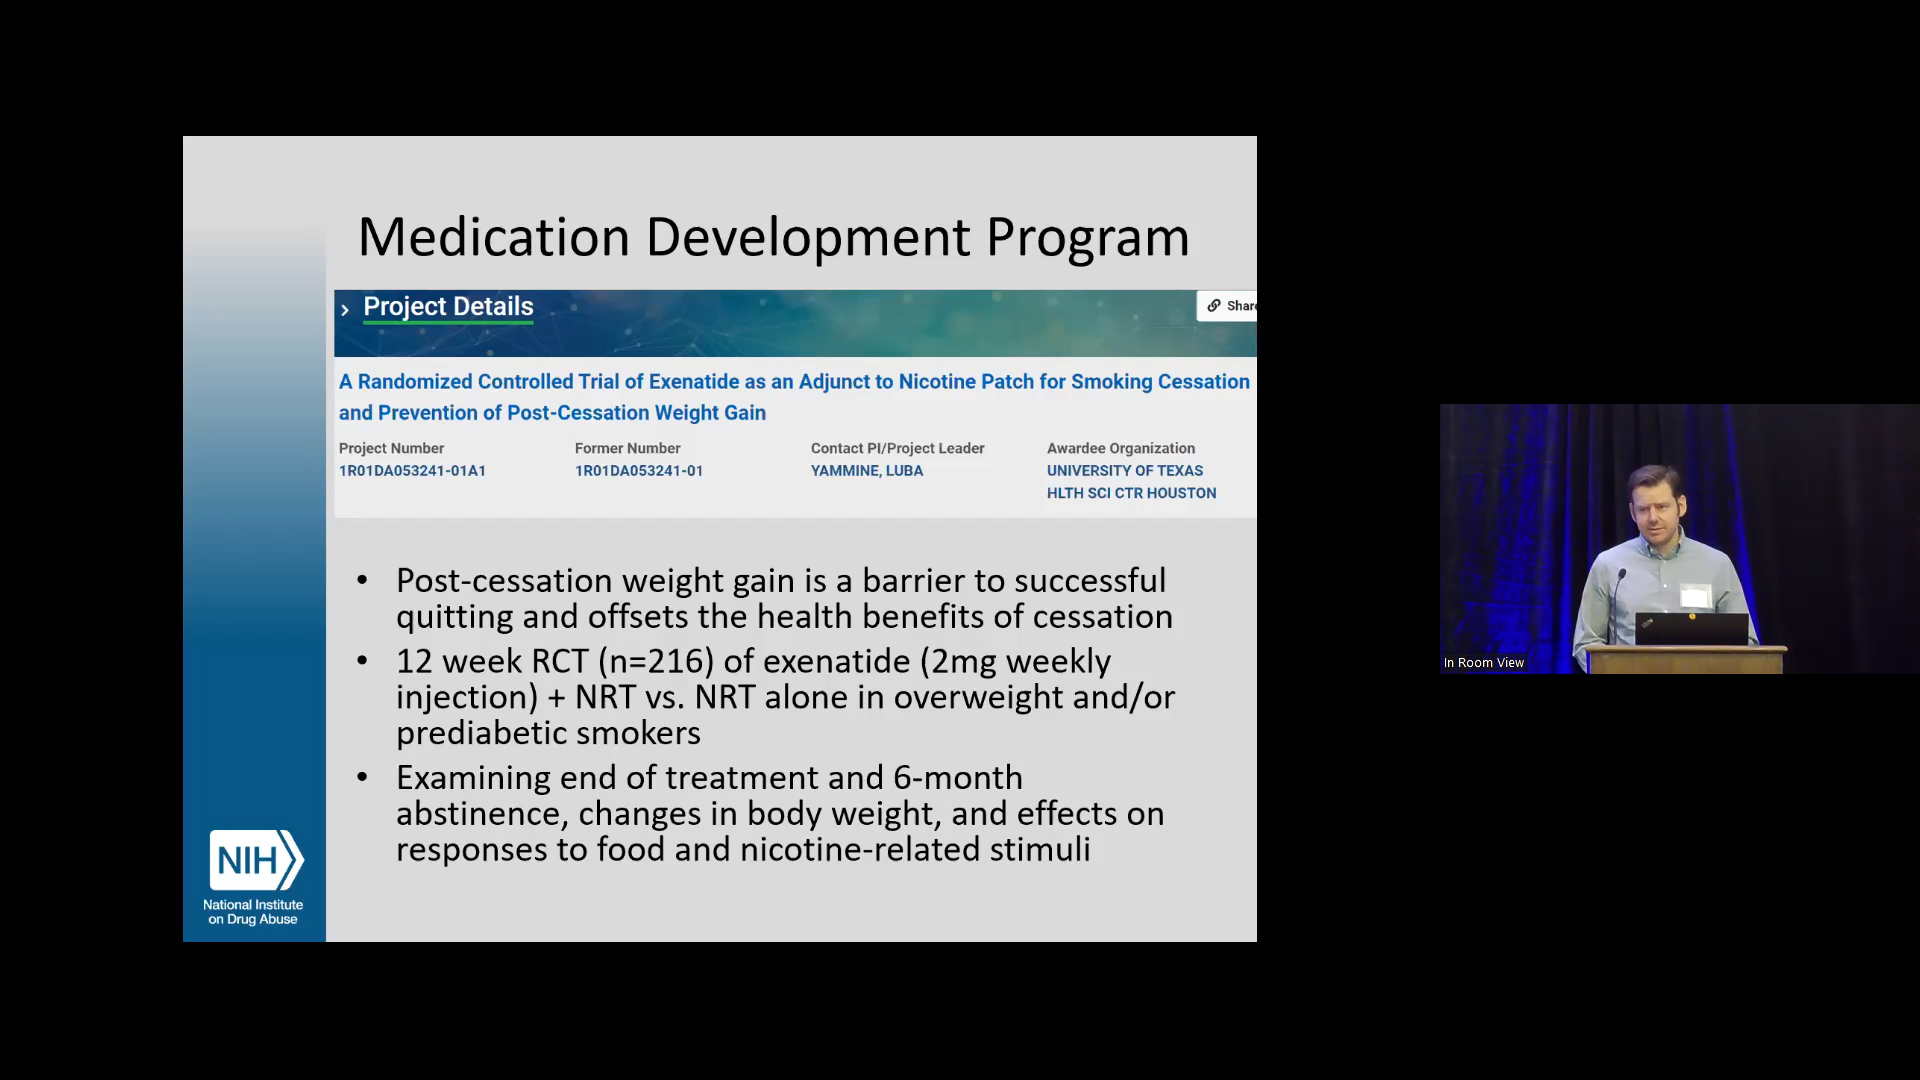 Medication Development Program
Project Details
Share
A Randomized Controlled Trial of Exenatide as an Adjunct to Nicotine Patch for Smoking Cessation
and Prevention of Post-Cessation Weight Gain
Project Number
1R01DA053241-01A1
Former Number
1R01DA053241-01
Contact PI/Project Leader
YAMMINE, LUBA
Awardee Organization
UNIVERSITY OF TEXAS
HLTH SCI CTR HOUSTON
• Post-cessation weight gain is a barrier to successful
quitting and offsets the health benefits of cessation
• 12 week RCT (n=216) of exenatide (2mg weekly
injection) + NRT vs. NRT alone in overweight and/or
prediabetic smokers
• Examining end of treatment and 6-month
abstinence, changes in body weight, and effects on
responses to food and nicotine-related stimuli
NIH
National Institute
on Drug Abuse
In Room View